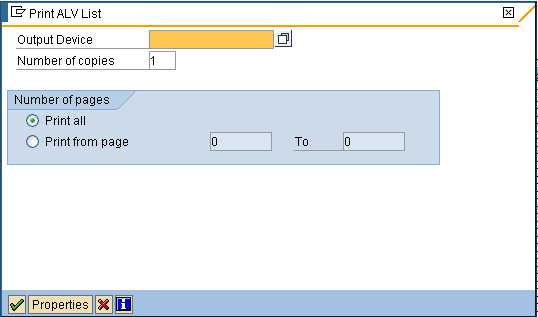 Print ALV List
Output Device
Number of copies 1
Number of pages
Print all
Print from page 0 To 0
Properties